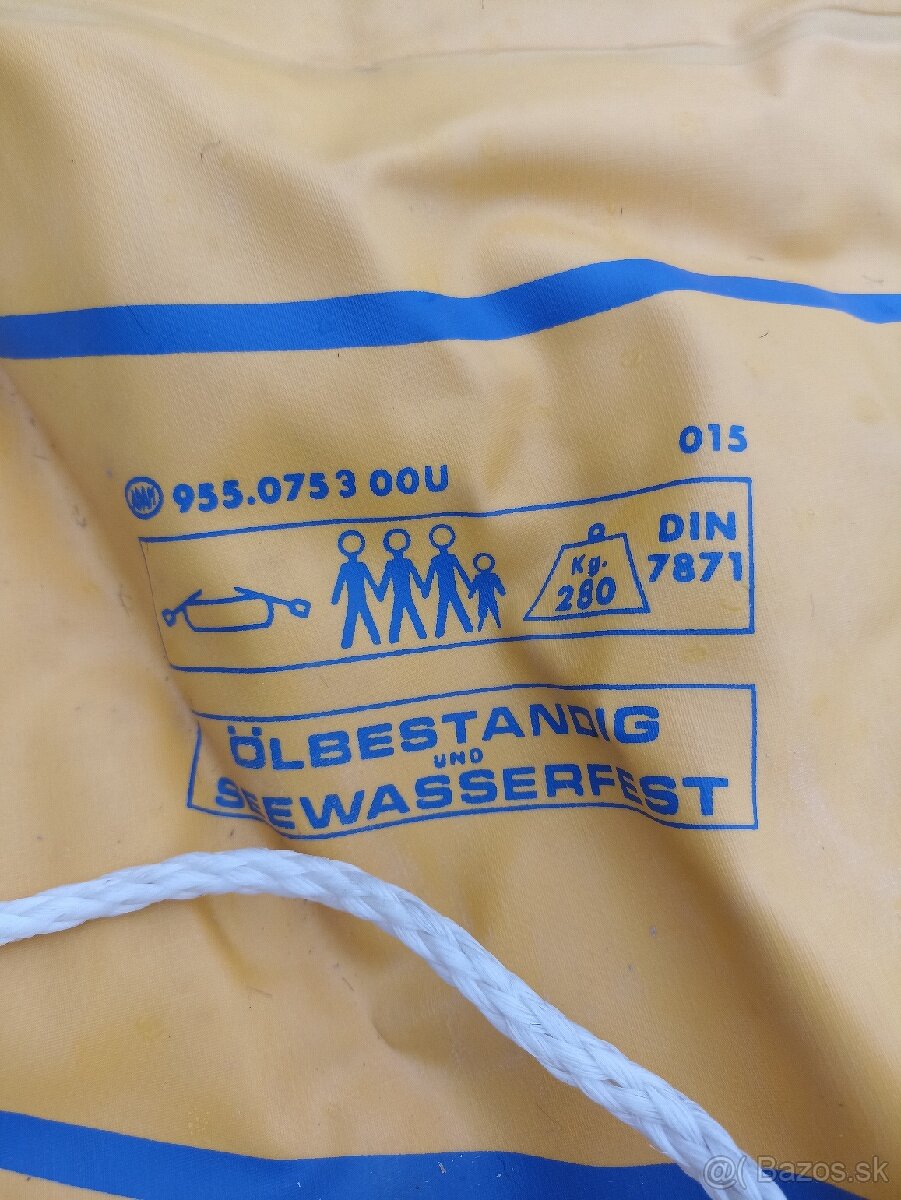 015
955.0753 00U
DIN
7871
Kg.
280
ÖLBESTANDIG
UND
SEEWASSERFEST
@( Bazos.sk